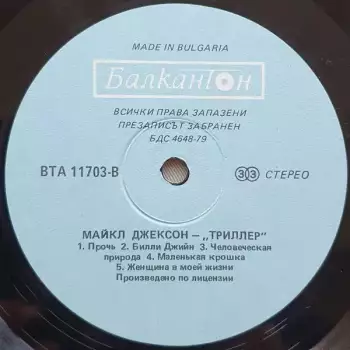 MADE IN BULGARIA
Балкантон
ВСИЧКИ ПРАВА ЗАПАЗЕНИ
ПРЕЗАПИСЪТ ЗАБРАНЕН
БДС 4648-79
ВТА 11703-В
33 СТЕРЕО
МАЙКЛ ДЖЕКСОН — „ТРИЛЛЕР"
1. Прочь 2. Билли Джийн 3. Человеческая
природа 4. Маленькая крошка
5. Женщина в моей жизни
Произведено по лицензии